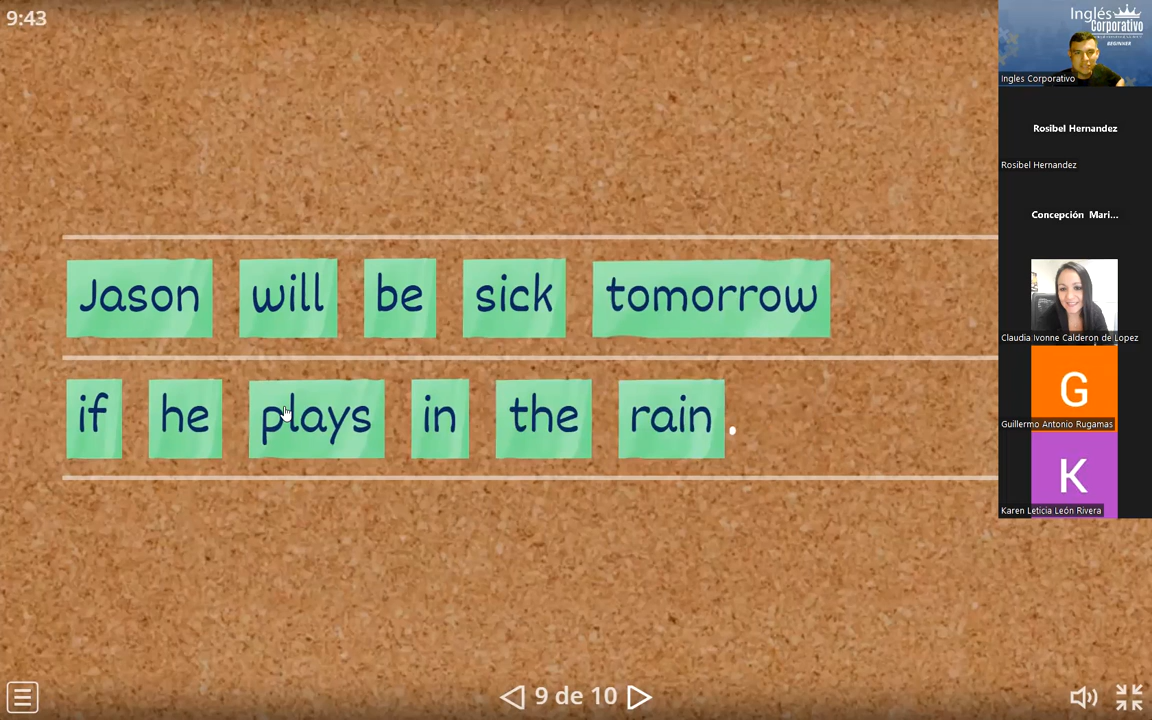 9:43
Inglés
Corporativo
BEGINNER
Ingles Corporativo
Rosibel Hernandez
Rosibel Hernandez
Concepción Mari...
Claudia Ivonne Calderon de Lopez
G
Guillermo Antonio Rugamas
K
Karen Leticia León Rivera
Jason will be sick tomorrow
if he plays in the rain.
9 de 10